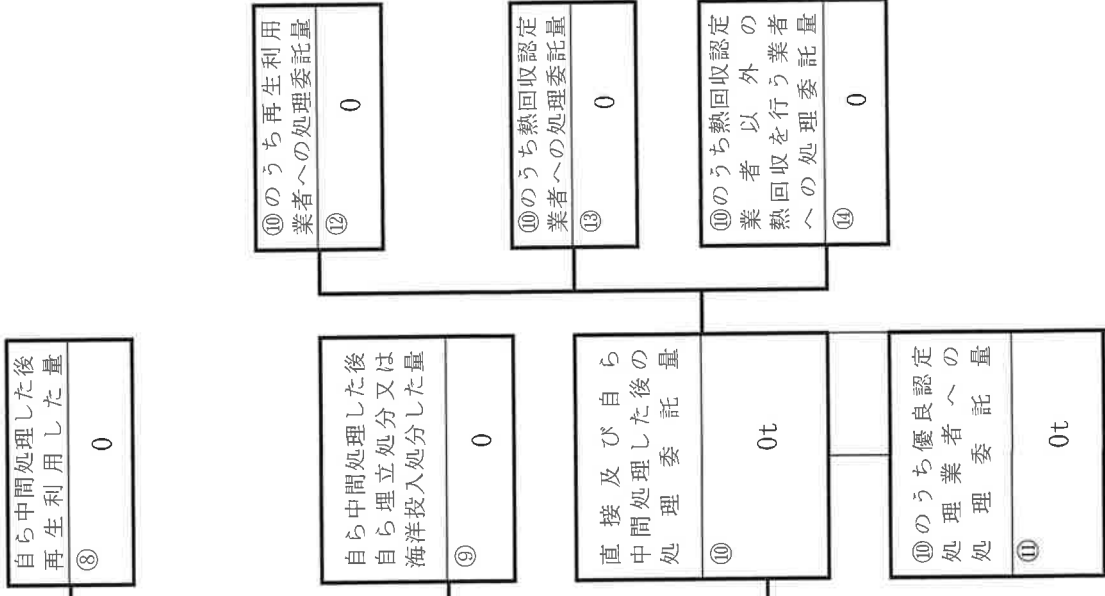 自ら中間処理した後
再生利用した量
⑧
0
自ら中間処理した後
自ら埋立処分又は
海洋投入処分した量
⑨
0
直接及び自ら
中間処理した後の
処理委託量
⑩
0t
⑩のうち優良認定
処理業者への
処理委託量
⑪
0t
⑩のうち再生利用
業者への処理委託量
⑫
0
⑩のうち熱回収認定
業者への処理委託量
⑬
0
⑩のうち熱回収認定
業者以外の
熱回収を行う業者
への処理委託量
⑭
0